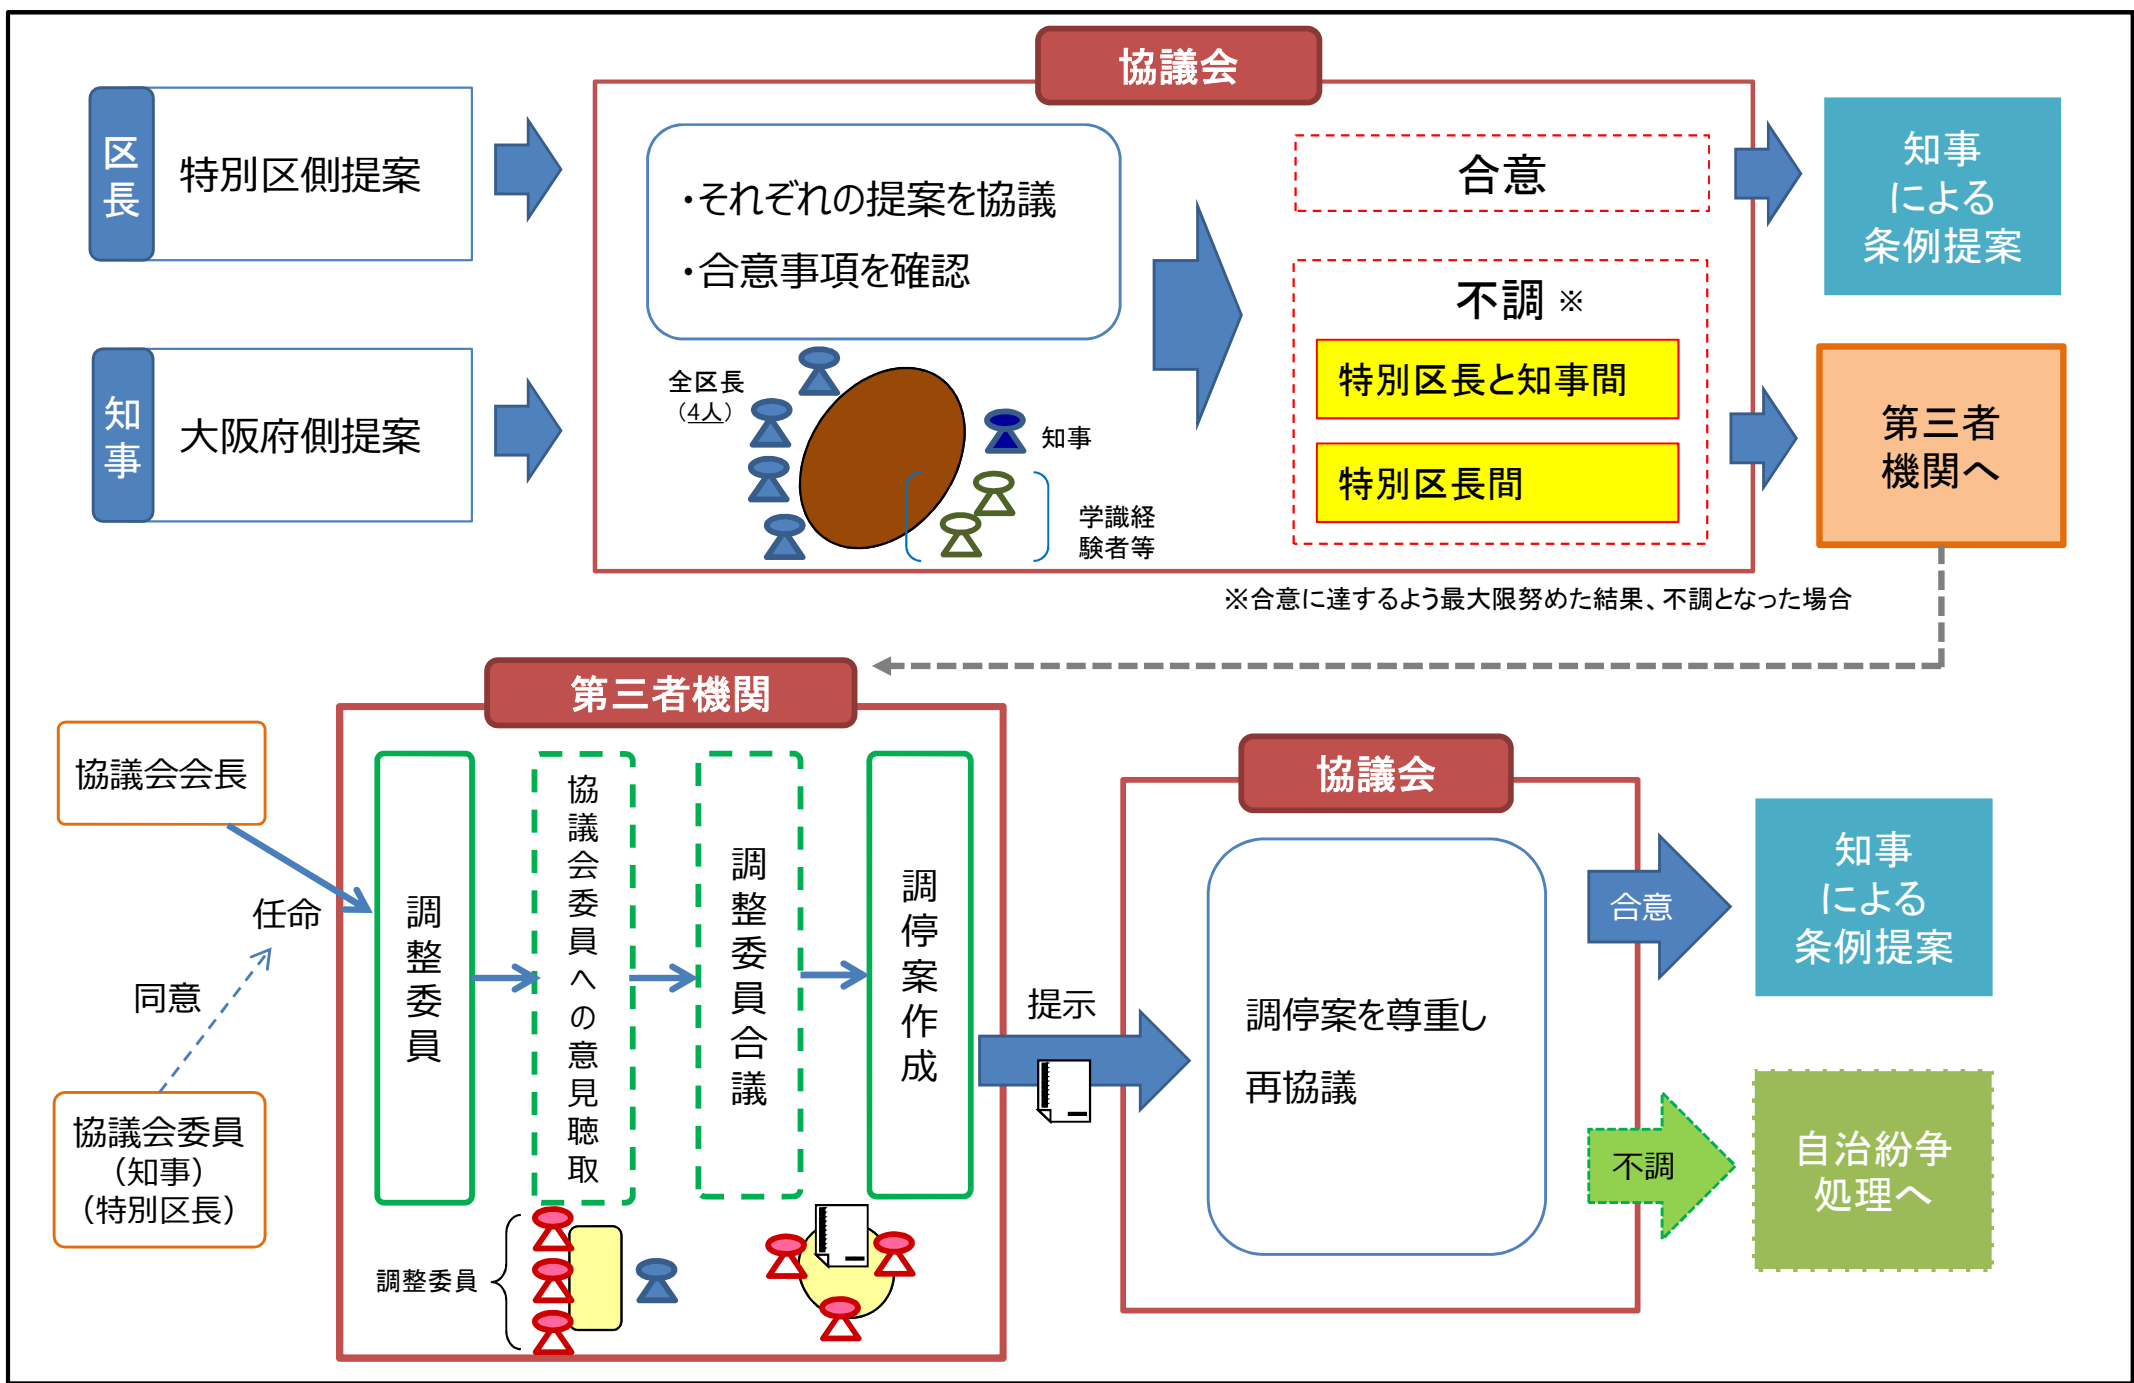 協議会
区長
特別区側提案
知事
大阪府側提案
・それぞれの提案を協議
・合意事項を確認
全区長
（4人）
知事
学識経
験者等
合意
不調 ※
特別区長と知事間
特別区長間
知事
による
条例提案
第三者
機関へ
※合意に達するよう最大限努めた結果、不調となった場合
第三者機関
協議会会長
任命
同意
協議会委員
（知事）
（特別区長）
調整委員
協議会委員への意見聴取
調整委員合議
調停案作成
調整委員
提示
協議会
調停案を尊重し
再協議
合意
不調
知事
による
条例提案
自治紛争
処理へ